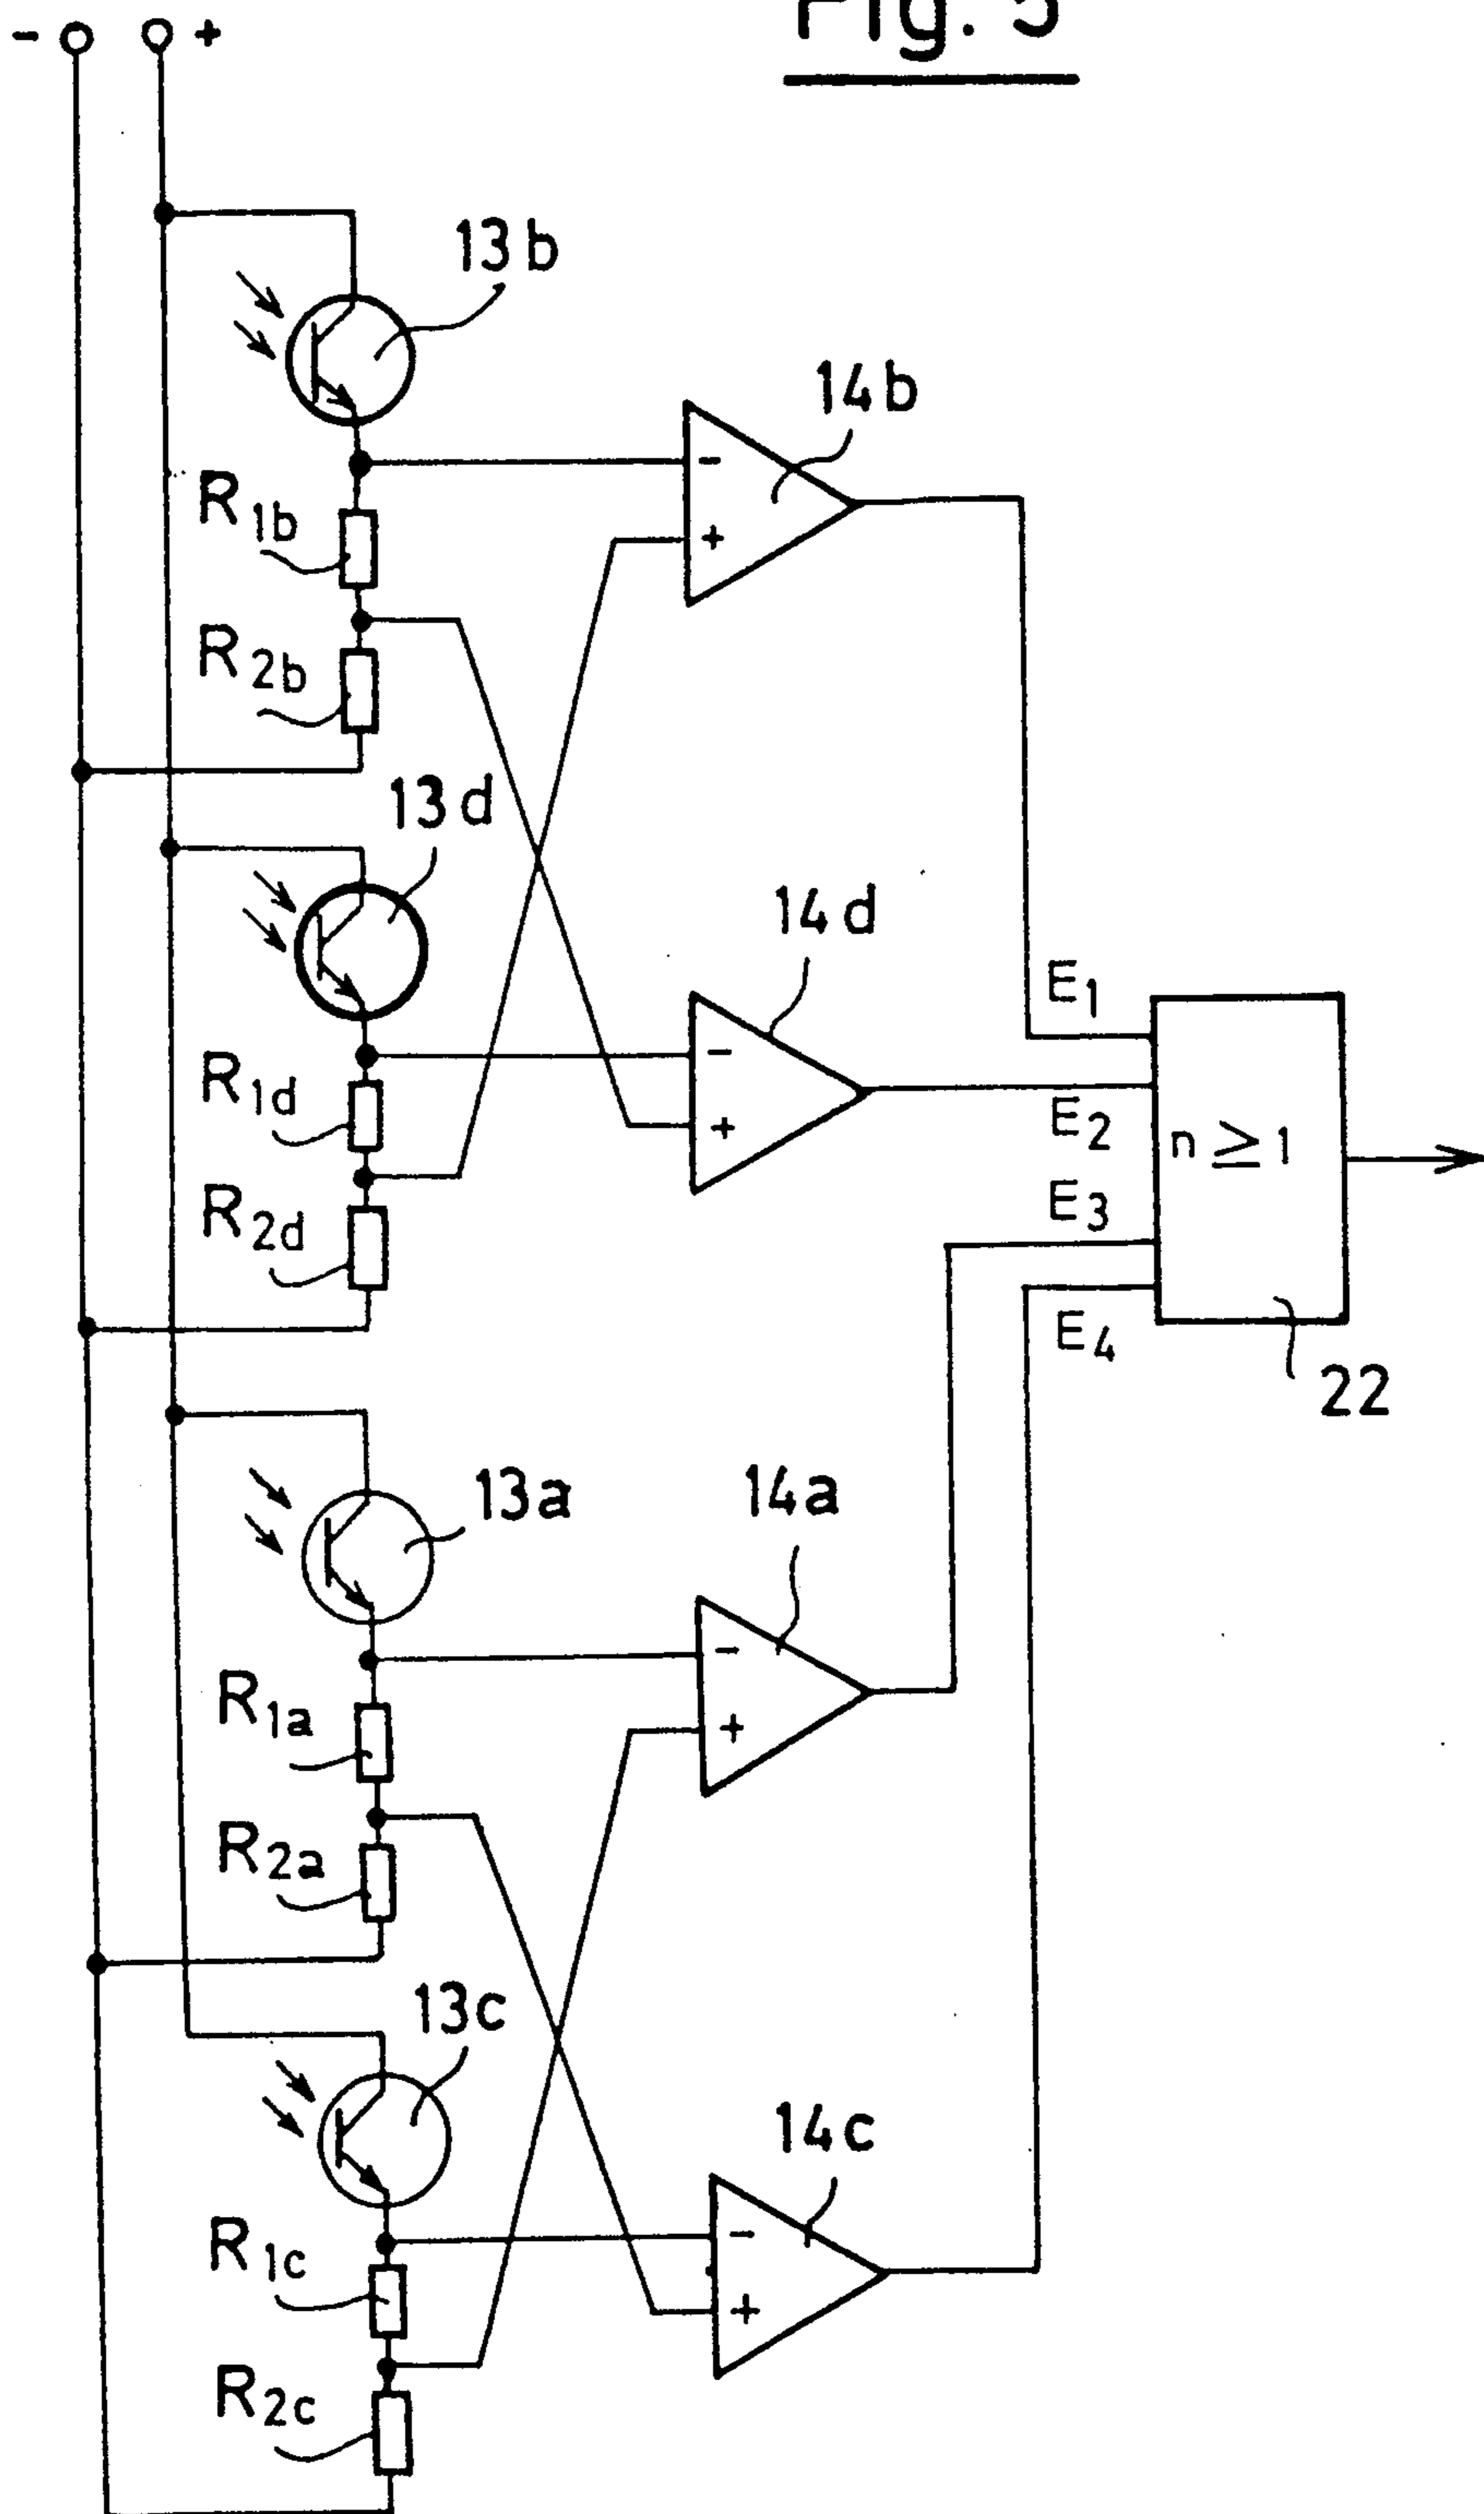 - +
Fig. 5
13b
14b
R1b
R2b
- +
13d
14d
R1d
R2d
- +
E1
E2
n ≥ 1
E3
E4
22
13a
14a
R1a
R2a
- +
13c
14c
R1c
R2c
- +